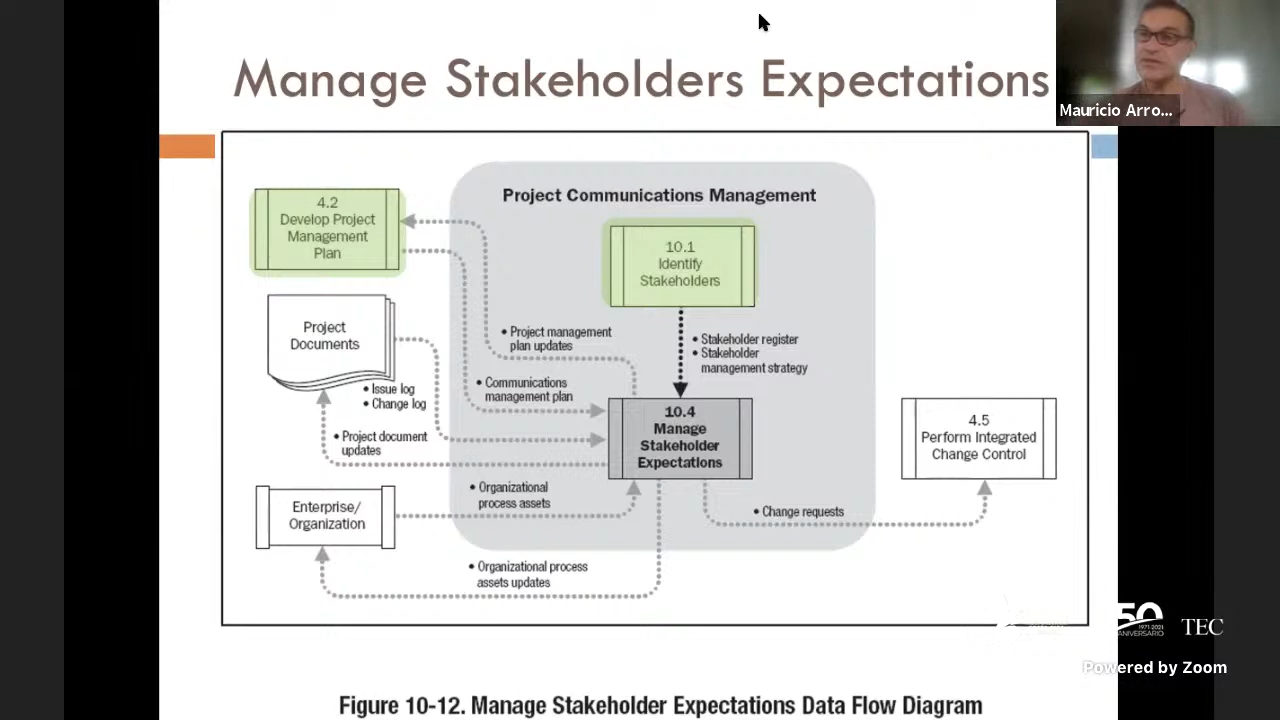 Manage Stakeholders Expectations
Mauricio Arro...
Project Communications Management
4.2
Develop Project
Management
Plan
10.1
Identify
Stakeholders
Project
Documents
• Project management
plan updates
• Stakeholder register
• Stakeholder
management strategy
• Issue log
• Change log
• Communications
management plan
10.4
Manage
Stakeholder
Expectations
4.5
Perform Integrated
Change Control
• Project document
updates
Enterprise/
Organization
• Organizational
process assets
• Change requests
• Organizational process
assets updates
50
1971-2021
ANIVERSARIO
TEC
Powered by Zoom
Figure 10-12. Manage Stakeholder Expectations Data Flow Diagram